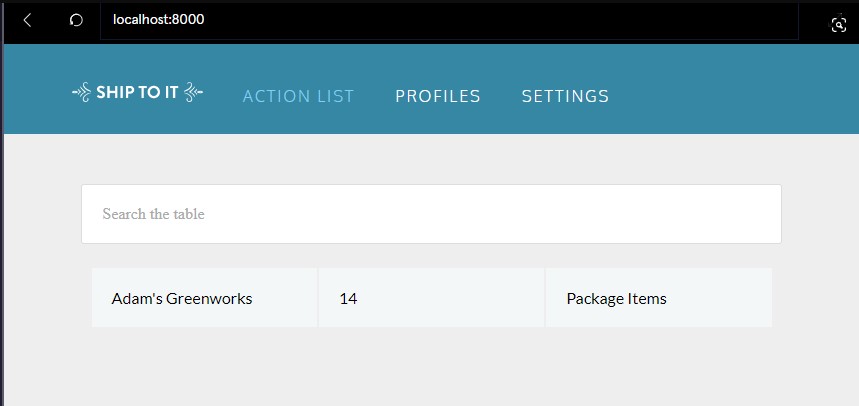 localhost:8000
SHIP TO IT
ACTION LIST
PROFILES
SETTINGS
Search the table
Adam's Greenworks
14
Package Items